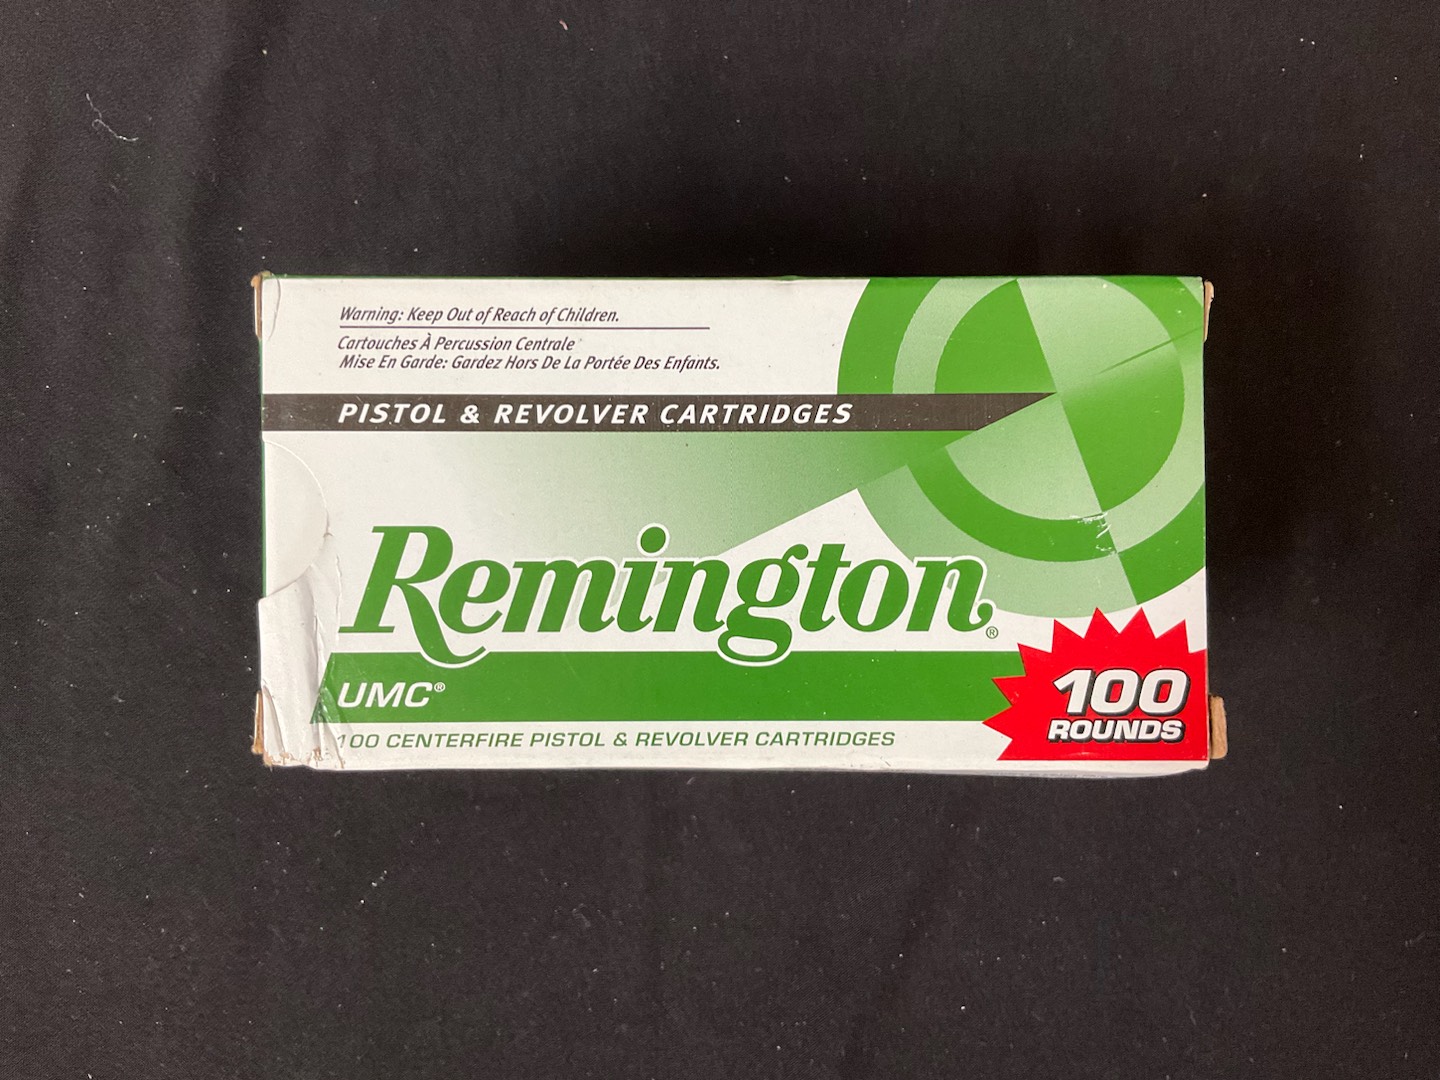 Warning: Keep Out of Reach of Children.
Cartouches À Percussion Centrale
Mise En Garde: Gardez Hors De La Portée Des Enfants.
PISTOL & REVOLVER CARTRIDGES
Remington®
UMC®
100 CENTERFIRE PISTOL & REVOLVER CARTRIDGES
100
ROUNDS